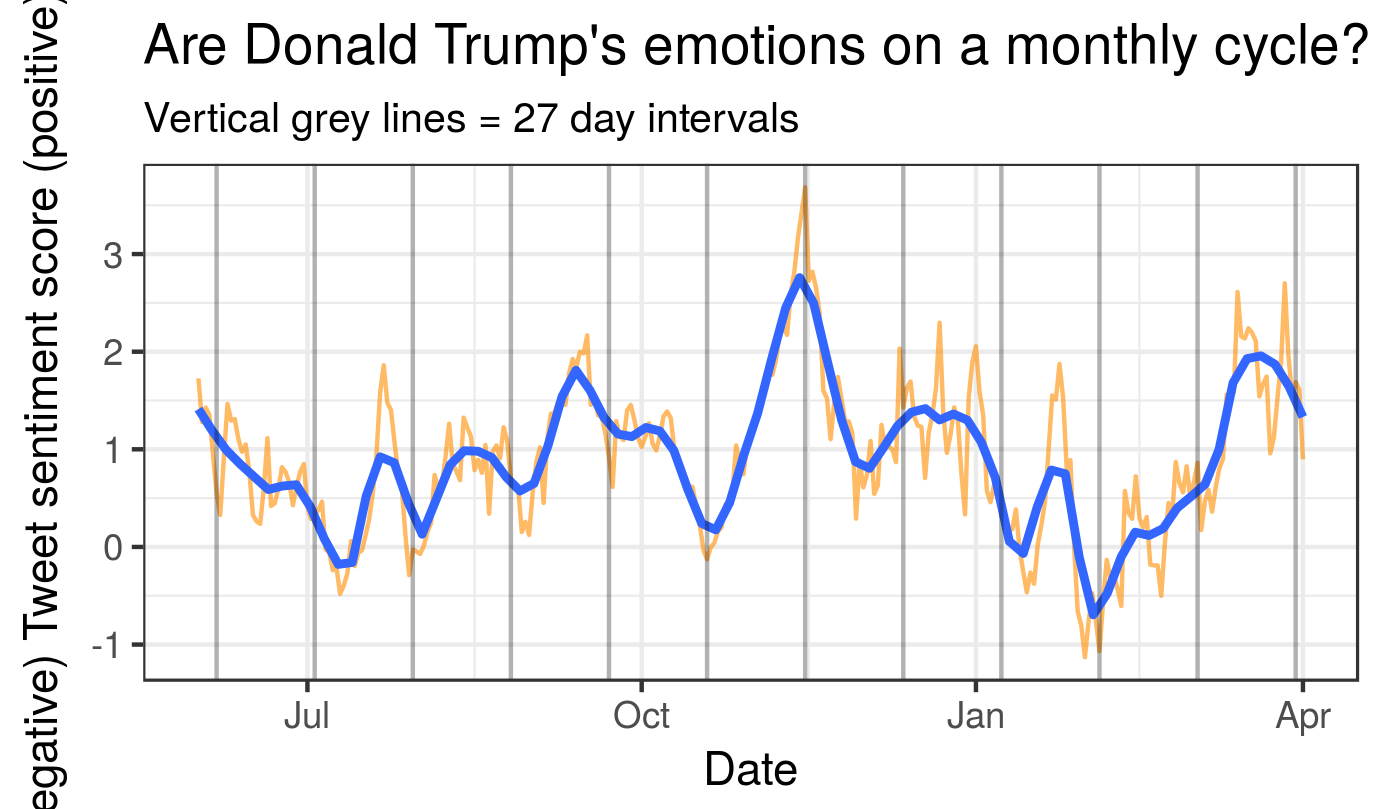 Are Donald Trump's emotions on a monthly cycle?
Vertical grey lines = 27 day intervals
egative) Tweet sentiment score (positive)
3
2
1
0
-1
Jul Oct Jan Apr
Date